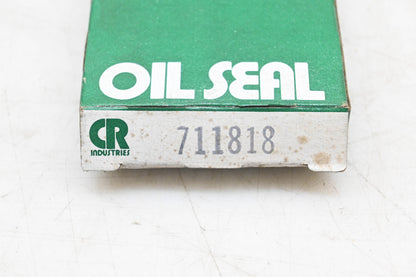 OIL SEAL
CR
INDUSTRIES
711818